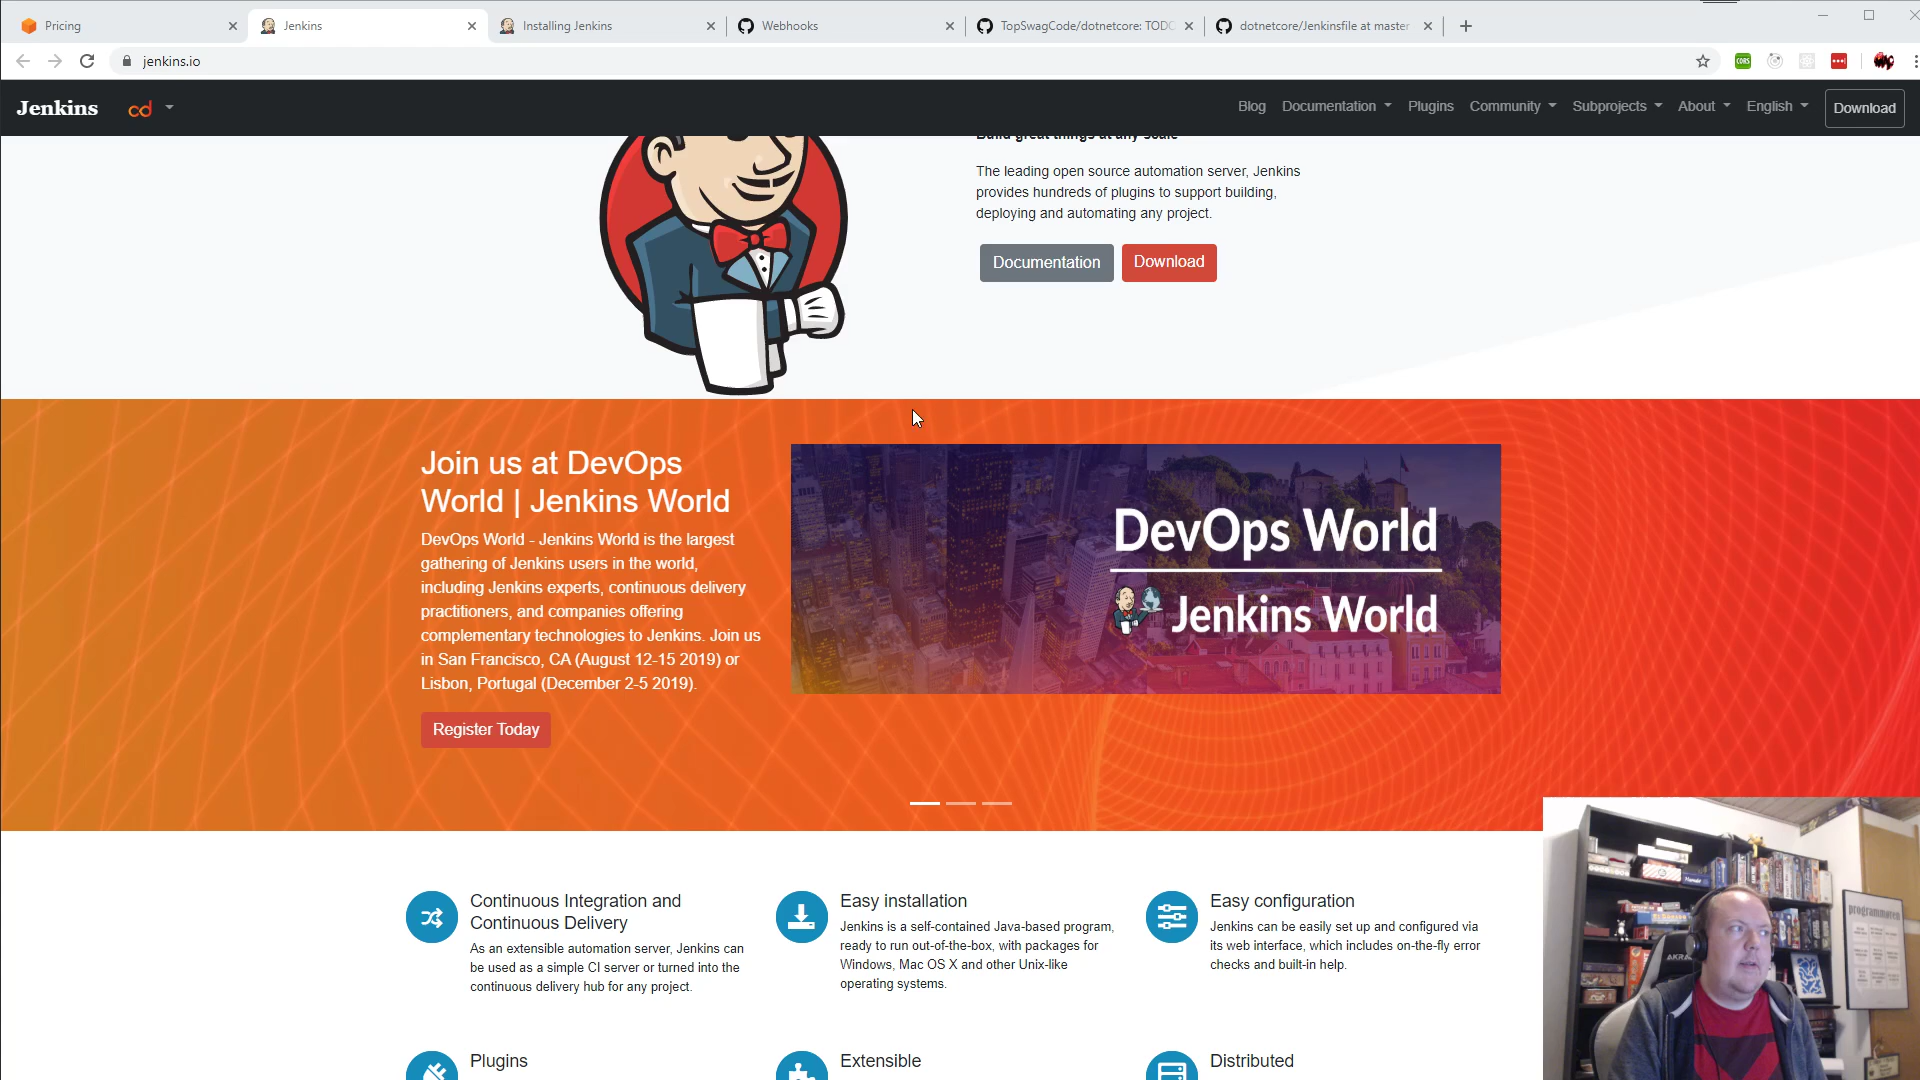 Pricing
Jenkins
Installing Jenkins
Webhooks
TopSwagCode/dotnetcore: TODO
dotnetcore/Jenkinsfile at master
jenkins.io
CORS
Jenkins
cd
Blog
Documentation
Plugins
Community
Subprojects
About
English
Download
Build great things at any scale
The leading open source automation server, Jenkins
provides hundreds of plugins to support building,
deploying and automating any project.
Documentation
Download
Join us at DevOps
World | Jenkins World
DevOps World - Jenkins World is the largest
gathering of Jenkins users in the world,
including Jenkins experts, continuous delivery
practitioners, and companies offering
complementary technologies to Jenkins. Join us
in San Francisco, CA (August 12-15 2019) or
Lisbon, Portugal (December 2-5 2019).
Register Today
DevOps World
Jenkins World
Continuous Integration and
Continuous Delivery
As an extensible automation server, Jenkins can
be used as a simple CI server or turned into the
continuous delivery hub for any project.
Easy installation
Jenkins is a self-contained Java-based program,
ready to run out-of-the-box, with packages for
Windows, Mac OS X and other Unix-like
operating systems.
Easy configuration
Jenkins can be easily set up and configured via
its web interface, which includes on-the-fly error
checks and built-in help.
Plugins
Extensible
Distributed
programmøren